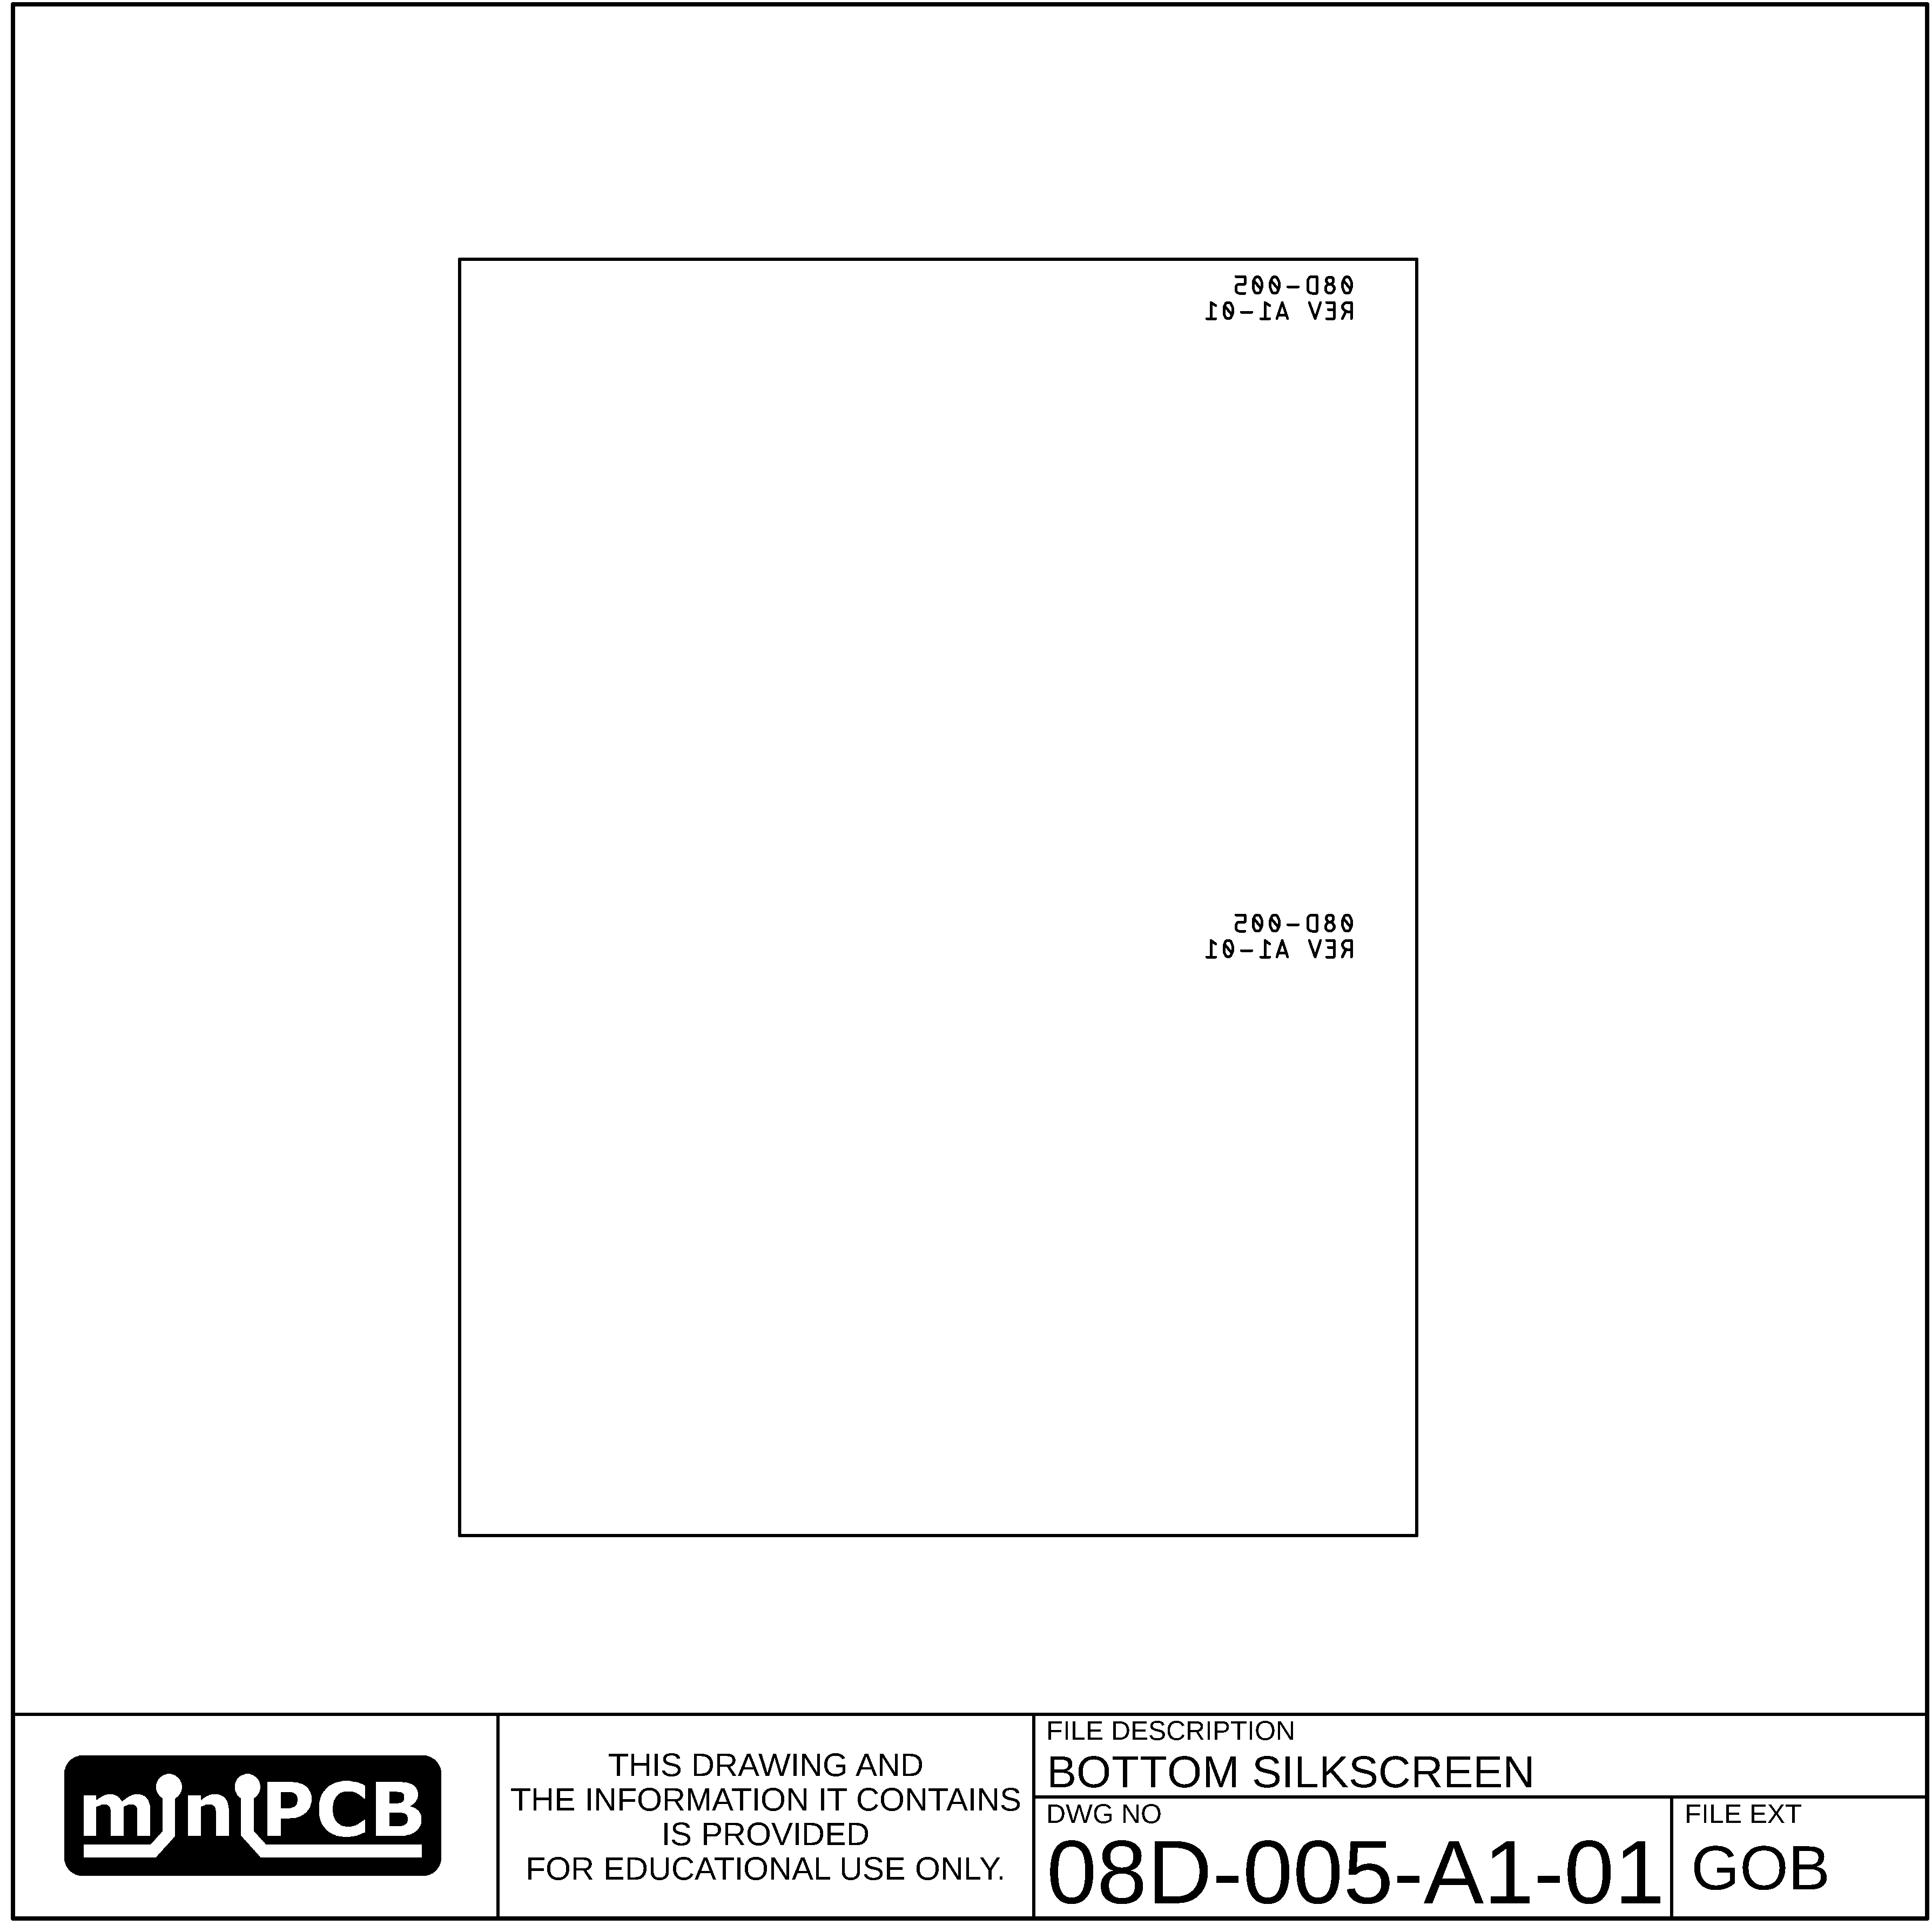 08D-005
REV A1-01
08D-005
REV A1-01
miniPCB
THIS DRAWING AND
THE INFORMATION IT CONTAINS
IS PROVIDED
FOR EDUCATIONAL USE ONLY.
FILE DESCRIPTION
BOTTOM SILKSCREEN
DWG NO
08D-005-A1-01
FILE EXT
GOB